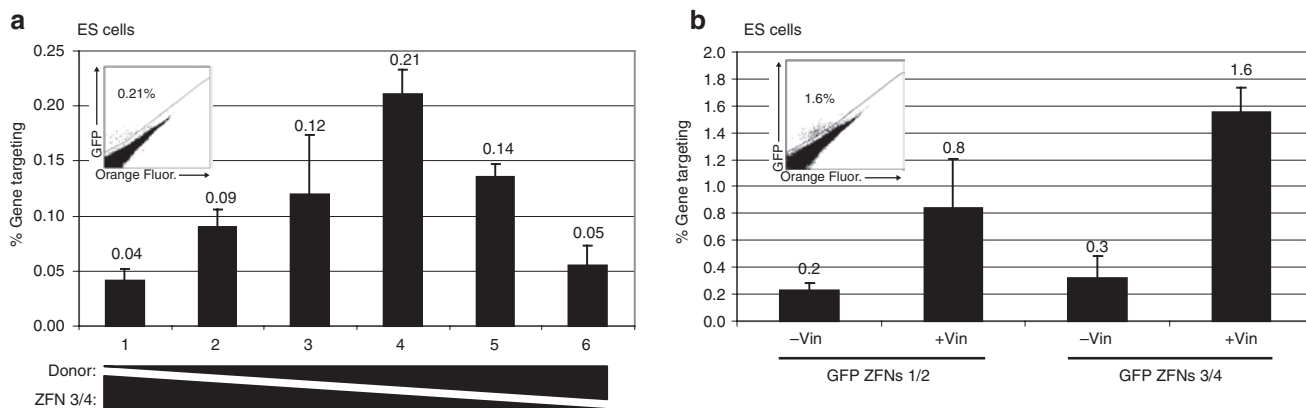 a
ES cells
0.25
0.20
0.15
0.10
0.05
0.00
% Gene targeting
0.21%
GFP
Orange Fluor.
0.04
0.09
0.12
0.21
0.14
0.05
1 2 3 4 5 6
Donor:
ZFN 3/4:
b
ES cells
2.0
1.8
1.6
1.4
1.2
1.0
0.8
0.6
0.4
0.2
0.0
% Gene targeting
1.6%
GFP
Orange Fluor.
0.2
0.8
0.3
1.6
–Vin +Vin –Vin +Vin
GFP ZFNs 1/2 GFP ZFNs 3/4